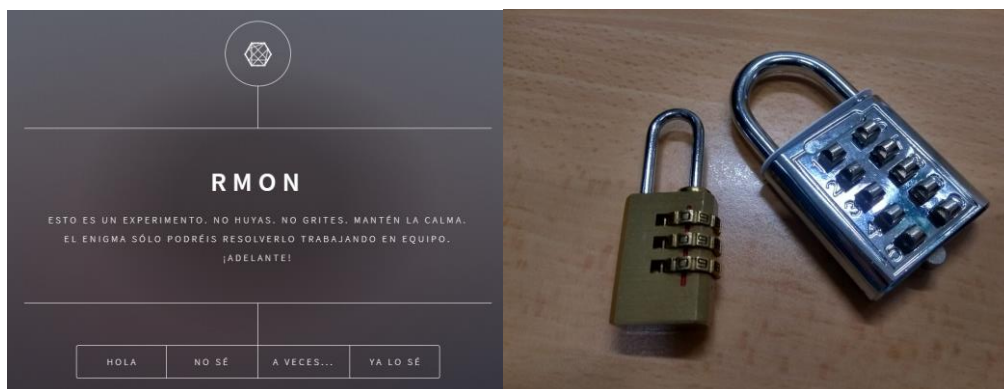 RMON
ESTO ES UN EXPERIMENTO. NO HUYAS. NO GRITES. MANTÉN LA CALMA.
EL ENIGMA SÓLO PODRÉIS RESOLVERLO TRABAJANDO EN EQUIPO.
¡ADELANTE!
HOLA
NO SÉ
A VECES...
YA LO SÉ